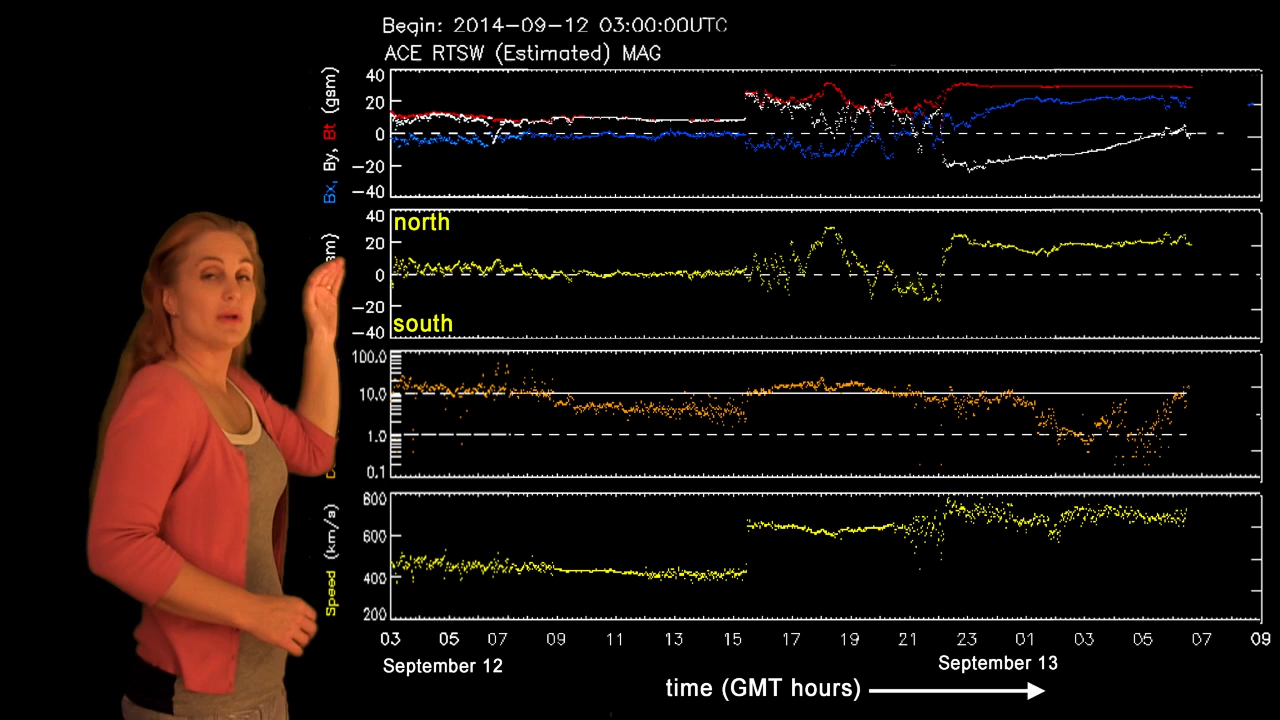 Begin: 2014-09-12 03:00:00UTC
ACE RTSW (Estimated) MAG
Bx, By, Bt (gsm)
40
20
0
-20
-40
north
south
40
20
0
-20
-40
100.0
10.0
1.0
0.1
Speed (km/s)
800
600
400
200
03 05 07 09 11 13 15 17 19 21 23 01 03 05 07 09
September 12
September 13
time (GMT hours)